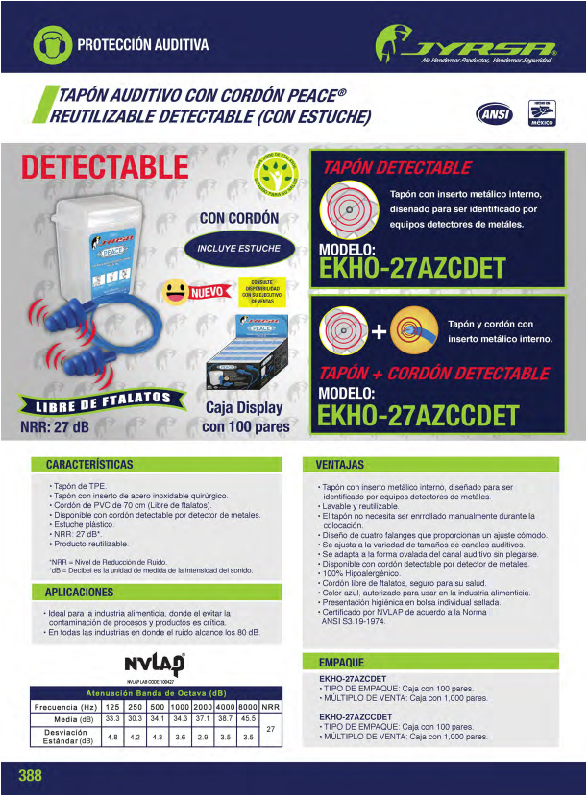 PROTECCIÓN AUDITIVA
JYRSA®
No Vendemos Productos, Vendemos Seguridad
TAPÓN AUDITIVO CON CORDÓN PEACE®
REUTILIZABLE DETECTABLE (CON ESTUCHE)
ANSI
HECHO EN
MÉXICO
DETECTABLE
CON CORDÓN
INCLUYE ESTUCHE
JYRSA
PEACE
NUEVO
CONSULTE
DISPONIBILIDAD
CON SU EJECUTIVO
DE VENTAS
LIBRE DE FTALATOS
NRR: 27 dB
Caja Display
con 100 pares
TAPÓN DETECTABLE
Tapón con inserto metálico interno,
diseñado para ser identificado por
equipos detectores de metáles.
MODELO:
EKHO-27AZCDET
+
Tapón y cordón con
inserto metálico interno.
TAPÓN + CORDÓN DETECTABLE
MODELO:
EKHO-27AZCCDET
CARACTERÍSTICAS
• Tapón de TPE.
• Tapón con inserto de acero inoxidable quirúrgico.
• Cordón de PVC de 70 cm (Libre de ftalatos).
• Disponible con cordón detectable por detector de metales.
• Estuche plástico.
• NRR: 27 dB*.
• Producto reutilizable.
*NRR = Nivel de Reducción de Ruido.
*dB = Decibel es la unidad de medida de la intensidad del sonido.
APLICACIONES
• Ideal para la industria alimenticia, donde el evitar la
contaminación de procesos y productos es crítica.
• En todas las industrias en donde el ruido alcance los 80 dB.
NVLAP®
NVLAP LAB CODE 100427
Atenuación Banda de Octava (dB)
Frecuencia (Hz) 125 250 500 1000 2000 4000 8000 NRR
Media (dB) 33.3 30.3 34.1 34.3 37.1 38.7 45.5 27
Desviación
Estándar (dB) 4.8 4.2 4.3 3.6 2.9 3.5 3.5
VENTAJAS
• Tapón con inserto metálico interno, diseñado para ser
identificado por equipos detectores de metáles.
• Lavable y reutilizable.
• El tapón no necesita ser enrrollado manualmente durante la
colocación.
• Diseño de cuatro falanges que proporcionan un ajuste cómodo.
• Se ajusta a la variedad de tamaños de canales auditivos.
• Se adapta a la forma ovalada del canal auditivo sin plegarse.
• Disponible con cordón detectable por detector de metales.
• 100% Hipoalergénico.
• Cordón libre de ftalatos, seguro para su salud.
• Color azul, autorizado para usar en la industria alimenticia.
• Presentación higiénica en bolsa individual sellada.
• Certificado por NVLAP de acuerdo a la Norma
ANSI S3.19-1974.
EMPAQUE
EKHO-27AZCDET
• TIPO DE EMPAQUE: Caja con 100 pares.
• MÚLTIPLO DE VENTA: Caja con 1,000 pares.
EKHO-27AZCCDET
• TIPO DE EMPAQUE: Caja con 100 pares.
• MÚLTIPLO DE VENTA: Caja con 1,000 pares.
388